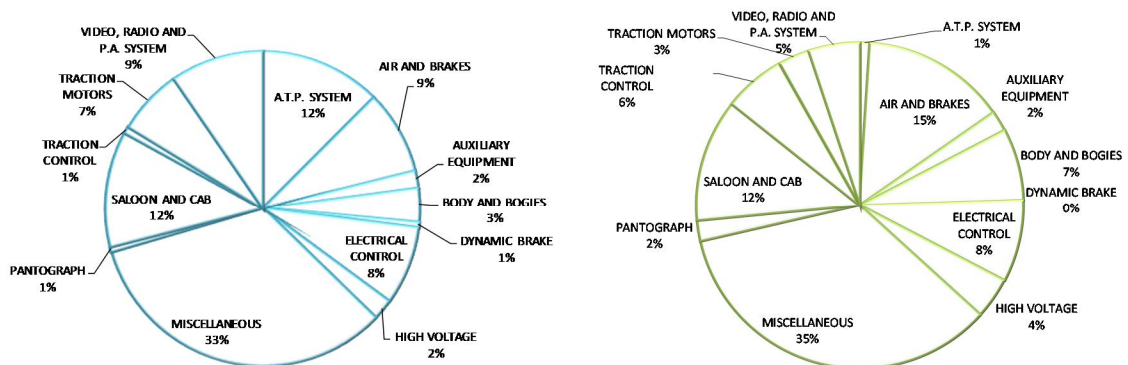 VIDEO, RADIO AND
P.A. SYSTEM
9%
TRACTION
MOTORS
7%
TRACTION
CONTROL
1%
SALOON AND CAB
12%
PANTOGRAPH
1%
MISCELLANEOUS
33%
A.T.P. SYSTEM
12%
AIR AND BRAKES
9%
AUXILIARY
EQUIPMENT
2%
BODY AND BOGIES
3%
DYNAMIC BRAKE
1%
ELECTRICAL
CONTROL
8%
HIGH VOLTAGE
2%
VIDEO, RADIO AND
P.A. SYSTEM
5%
TRACTION MOTORS
3%
TRACTION
CONTROL
6%
SALOON AND CAB
12%
PANTOGRAPH
2%
MISCELLANEOUS
35%
A.T.P. SYSTEM
1%
AIR AND BRAKES
15%
AUXILIARY
EQUIPMENT
2%
BODY AND BOGIES
7%
DYNAMIC BRAKE
0%
ELECTRICAL
CONTROL
8%
HIGH VOLTAGE
4%